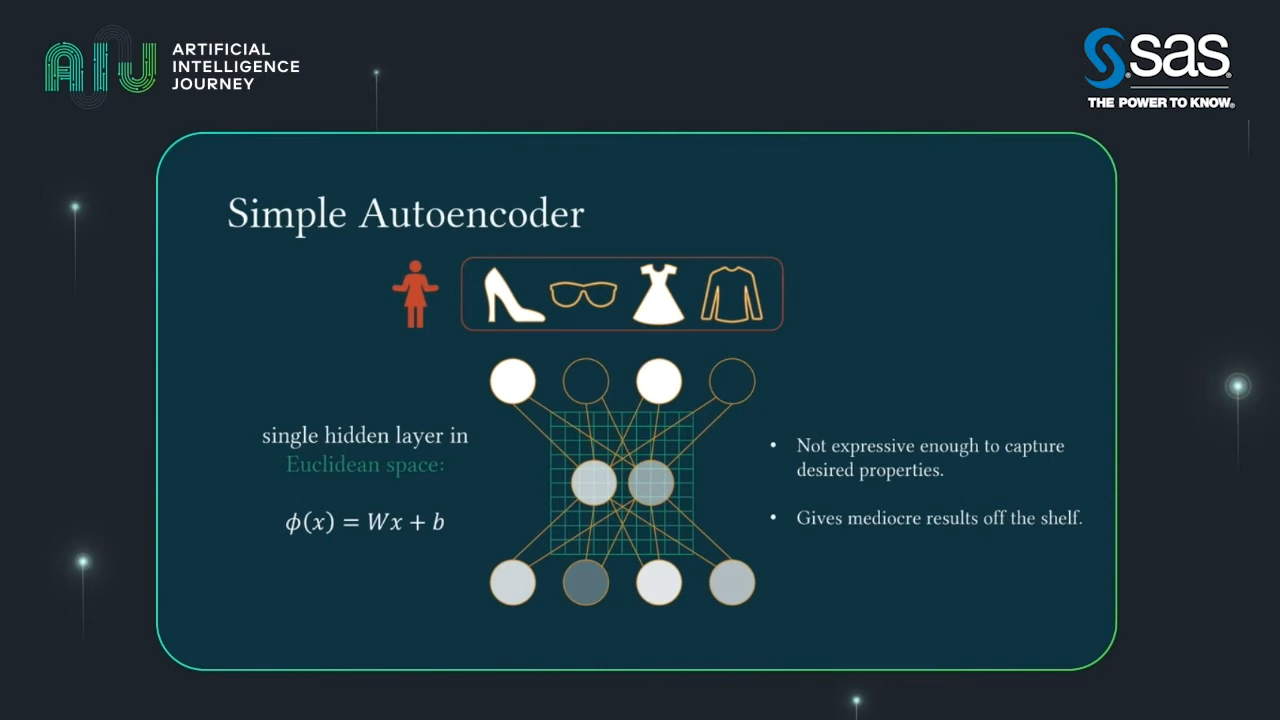 ARTIFICIAL
INTELLIGENCE
JOURNEY
sas
THE POWER TO KNOW.
Simple Autoencoder
single hidden layer in
Euclidean space:
ϕ(x) = Wx + b
• Not expressive enough to capture
desired properties.
• Gives mediocre results off the shelf.